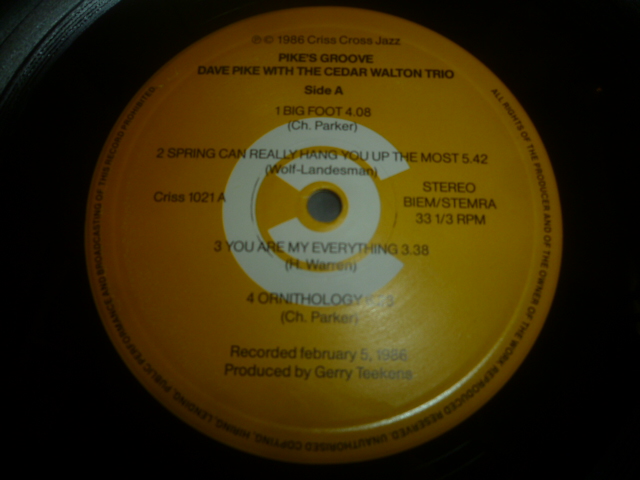 ℗© 1986 Criss Cross Jazz
PIKE'S GROOVE
DAVE PIKE WITH THE CEDAR WALTON TRIO
Side A
1 BIG FOOT 4.08
(Ch. Parker)
2 SPRING CAN REALLY HANG YOU UP THE MOST 5.42
(Wolf-Landesman)
Criss 1021 A
STEREO
BIEM/STEMRA
33 1/3 RPM
3 YOU ARE MY EVERYTHING 3.38
(H. Warren)
4 ORNITHOLOGY
(Ch. Parker)
Recorded february 5, 1986
Produced by Gerry Teekens
ALL RIGHTS OF THE PRODUCER AND OF THE OWNER OF THE WORK REPRODUCED RESERVED. UNAUTHORISED COPYING, HIRING, LENDING, PUBLIC PERFORMANCE AND BROADCASTING OF THIS RECORD PROHIBITED.